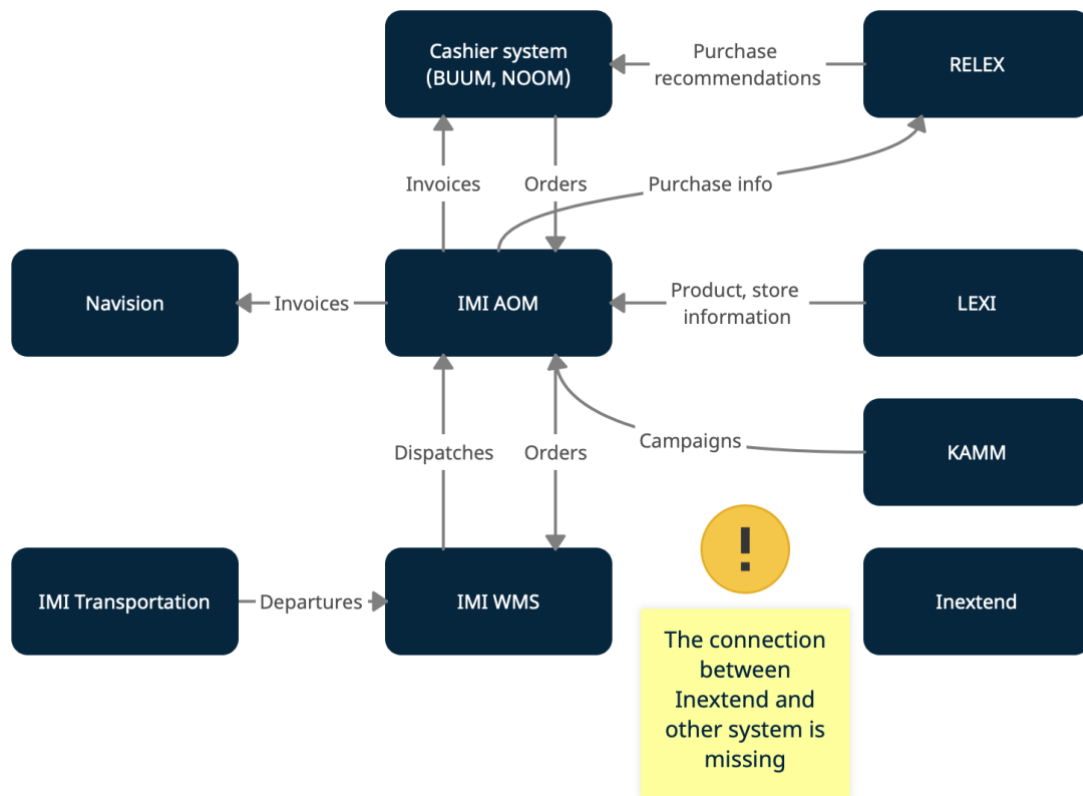 Cashier system
(BUUM, NOOM)
Purchase
recommendations
RELEX
Invoices
Orders
Purchase info
Navision
Invoices
IMI AOM
Product, store
information
LEXI
Dispatches
Orders
Campaigns
KAMM
!
IMI Transportation
Departures
IMI WMS
Inextend
The connection
between
Inextend and
other system is
missing